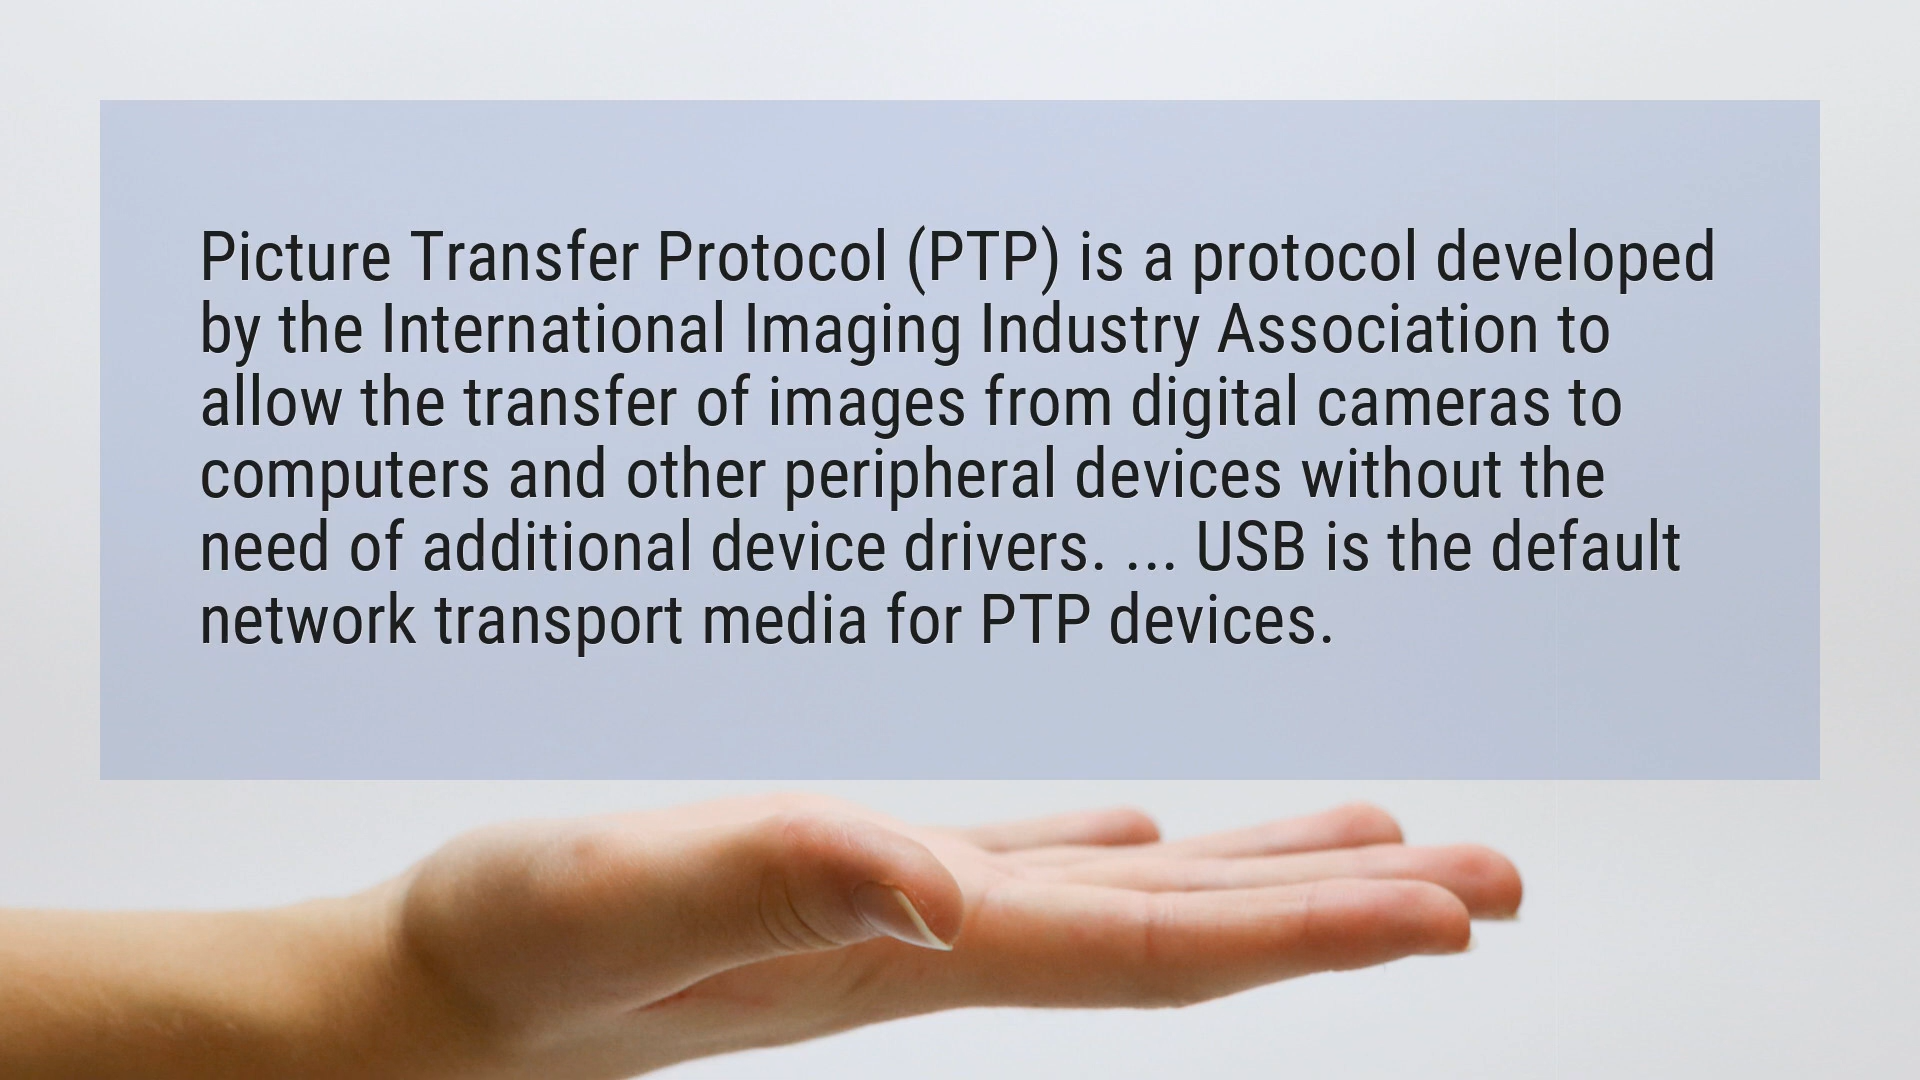 Picture Transfer Protocol (PTP) is a protocol developed
by the International Imaging Industry Association to
allow the transfer of images from digital cameras to
computers and other peripheral devices without the
need of additional device drivers. ... USB is the default
network transport media for PTP devices.